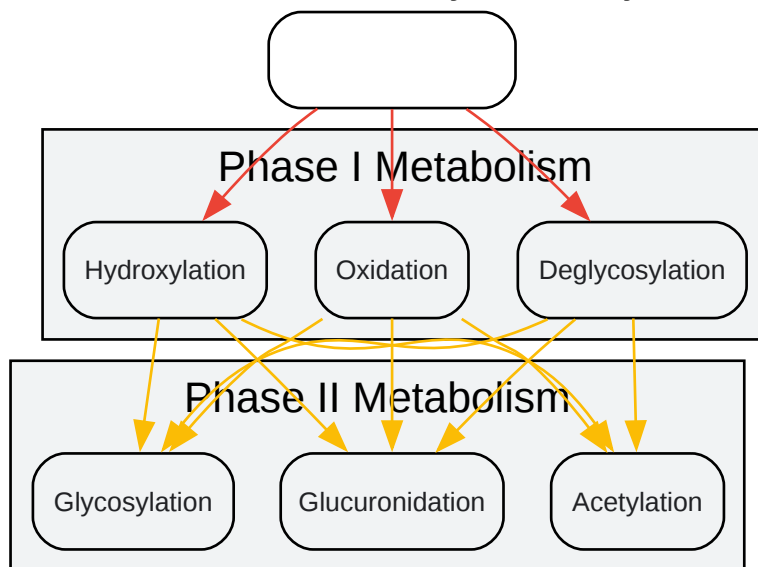 Phase I Metabolism
Hydroxylation
Oxidation
Deglycosylation
Phase II Metabolism
Glycosylation
Glucuronidation
Acetylation